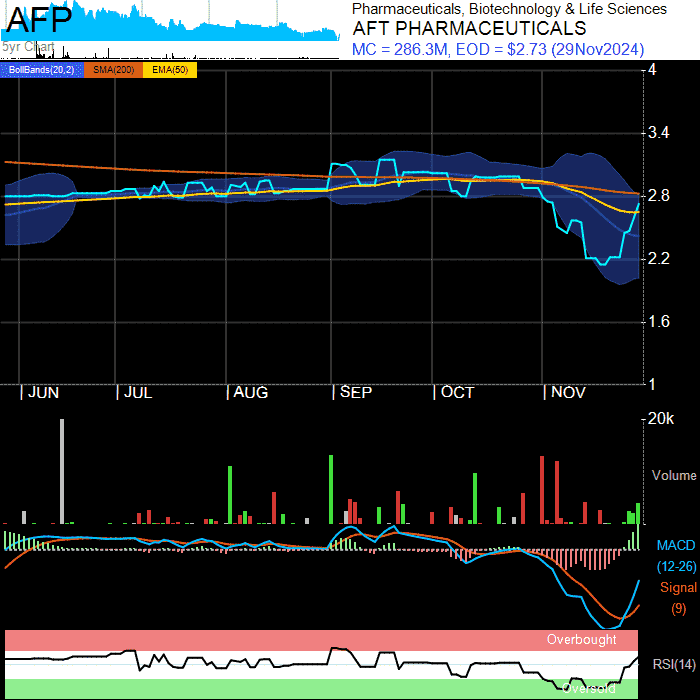 AFP
5yr Chart
Pharmaceuticals, Biotechnology & Life Sciences
AFT PHARMACEUTICALS
MC = 286.3M, EOD = $2.73 (29Nov2024)
BollBands(20,2) SMA(200) EMA(50)
4
3.4
2.8
2.2
1.6
1
JUN JUL AUG SEP OCT NOV
20k
Volume
MACD
(12-26)
Signal
(9)
Overbought
RSI(14)
Oversold